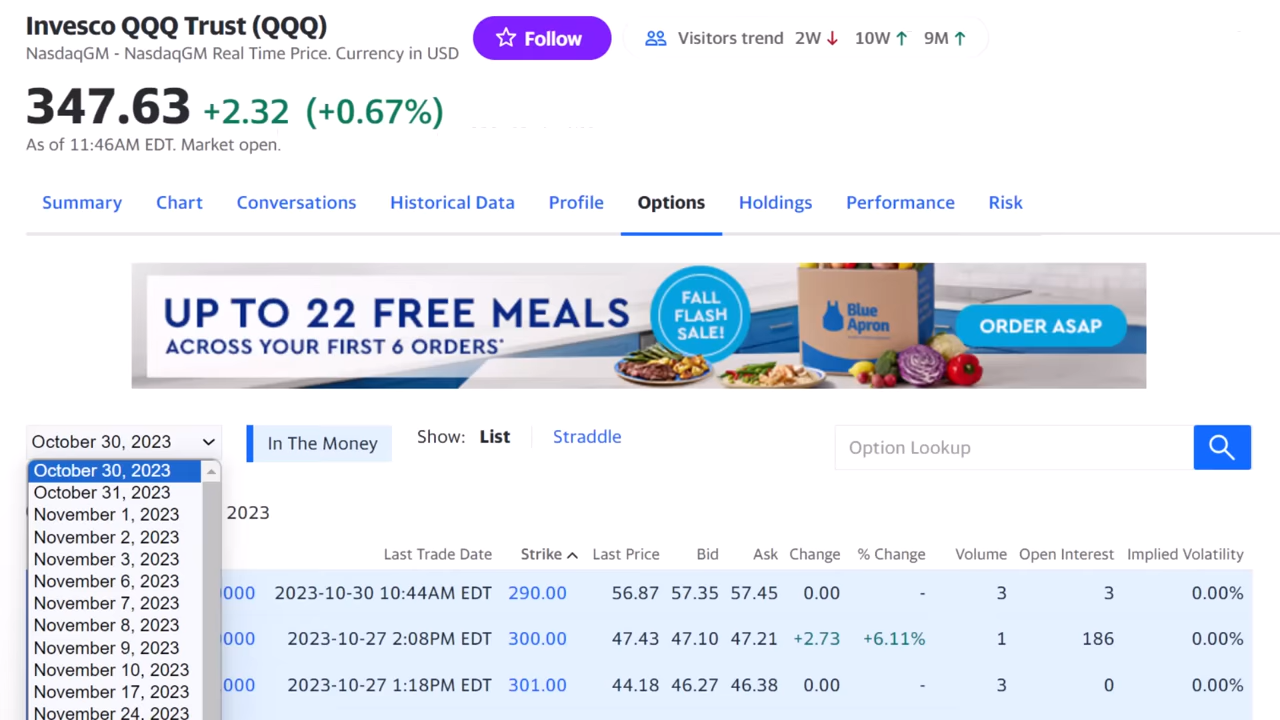 Invesco QQQ Trust (QQQ)
NasdaqGM - NasdaqGM Real Time Price. Currency in USD
Follow
Visitors trend 2W ↓ 10W ↑ 9M ↑
347.63 +2.32 (+0.67%)
As of 11:46AM EDT. Market open.
Summary Chart Conversations Historical Data Profile Options Holdings Performance Risk
UP TO 22 FREE MEALS
ACROSS YOUR FIRST 6 ORDERS*
FALL
FLASH
SALE!
Blue
Apron
ORDER ASAP
October 30, 2023
In The Money
Show: List Straddle
Option Lookup
October 30, 2023
October 31, 2023
November 1, 2023
November 2, 2023
November 3, 2023
November 6, 2023
November 7, 2023
November 8, 2023
November 9, 2023
November 10, 2023
November 17, 2023
November 24, 2023
2023
Last Trade Date Strike Last Price Bid Ask Change % Change Volume Open Interest Implied Volatility
0000 2023-10-30 10:44AM EDT 290.00 56.87 57.35 57.45 0.00 - 3 3 0.00%
0000 2023-10-27 2:08PM EDT 300.00 47.43 47.10 47.21 +2.73 +6.11% 1 186 0.00%
000 2023-10-27 1:18PM EDT 301.00 44.18 46.27 46.38 0.00 - 3 0 0.00%